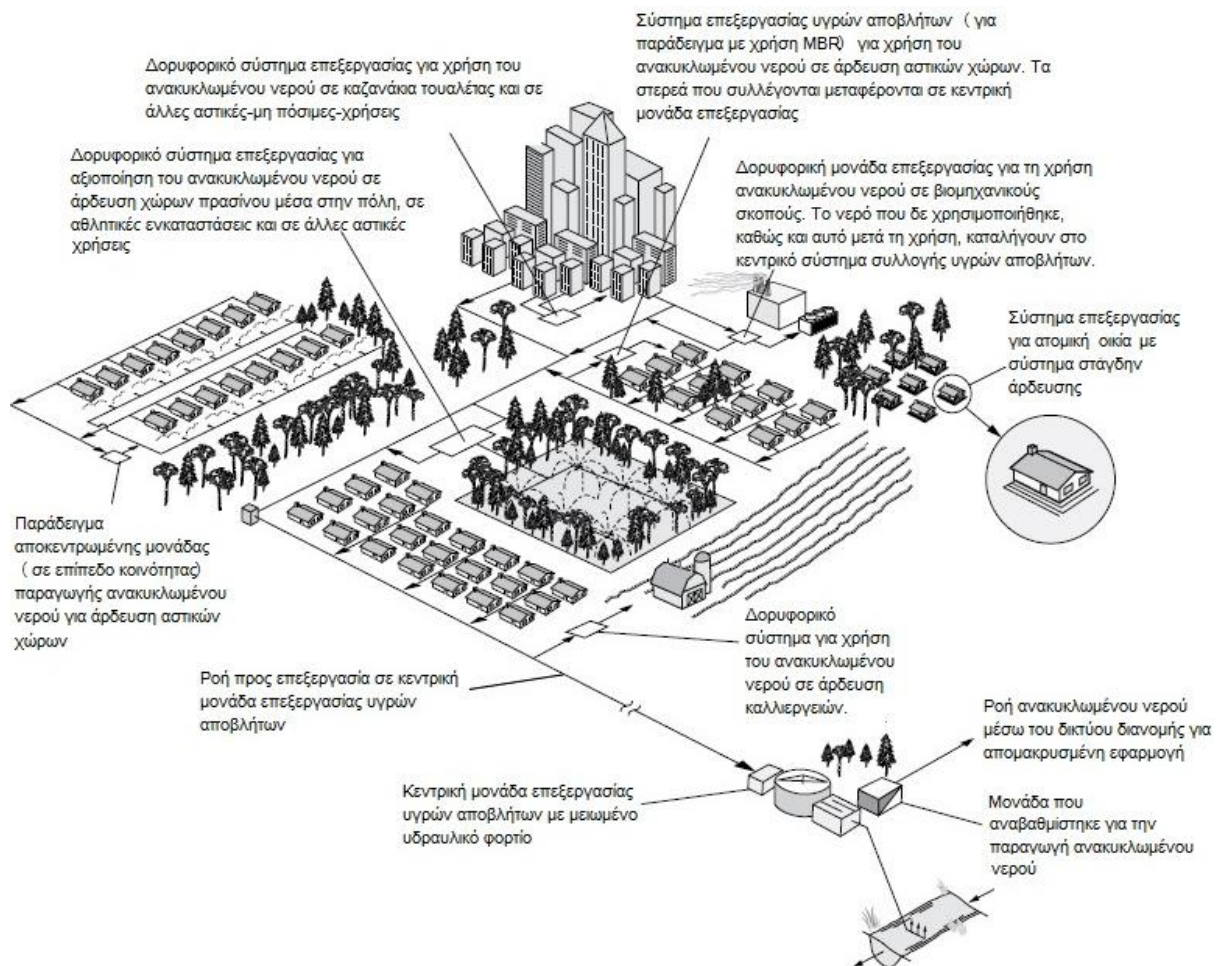 Σύστημα επεξεργασίας υγρών αποβλήτων ( για
παράδειγμα με χρήση MBR) για χρήση του
ανακυκλωμένου νερού σε άρδευση αστικών χώρων. Τα
στερεά που συλλέγονται μεταφέρονται σε κεντρική
μονάδα επεξεργασίας
Δορυφορικό σύστημα επεξεργασίας για χρήση του
ανακυκλωμένου νερού σε καζανάκια τουαλέτας και σε
άλλες αστικές-μη πόσιμες-χρήσεις
Δορυφορικό σύστημα επεξεργασίας για
αξιοποίηση του ανακυκλωμένου νερού σε
άρδευση χώρων πρασίνου μέσα στην πόλη, σε
αθλητικές ενκαταστάσεις και σε άλλες αστικές
χρήσεις
Δορυφορική μονάδα επεξεργασίας για τη χρήση
ανακυκλωμένου νερού σε βιομηχανικούς
σκοπούς. Το νερό που δε χρησιμοποιήθηκε,
καθώς και αυτό μετά τη χρήση, καταλήγουν στο
κεντρικό σύστημα συλλογής υγρών αποβλήτων.
Σύστημα επεξεργασίας
για ατομική οικία με
σύστημα στάγδην
άρδευσης
Παράδειγμα
αποκεντρωμένης μονάδας
( σε επίπεδο κοινότητας)
παραγωγής ανακυκλωμένου
νερού για άρδευση αστικών
χώρων
Δορυφορικό
σύστημα για χρήση
του ανακυκλωμένου
νερού σε άρδευση
καλλιεργειών.
Ροή προς επεξεργασία σε κεντρική
μονάδα επεξεργασίας υγρών
αποβλήτων
Ροή ανακυκλωμένου νερού
μέσω του δικτύου διανομής για
απομακρυσμένη εφαρμογή
Κεντρική μονάδα επεξεργασίας
υγρών αποβλήτων με μειωμένο
υδραυλικό φορτίο
Μονάδα που
αναβαθμίστηκε για την
παραγωγή ανακυκλωμένου
νερού